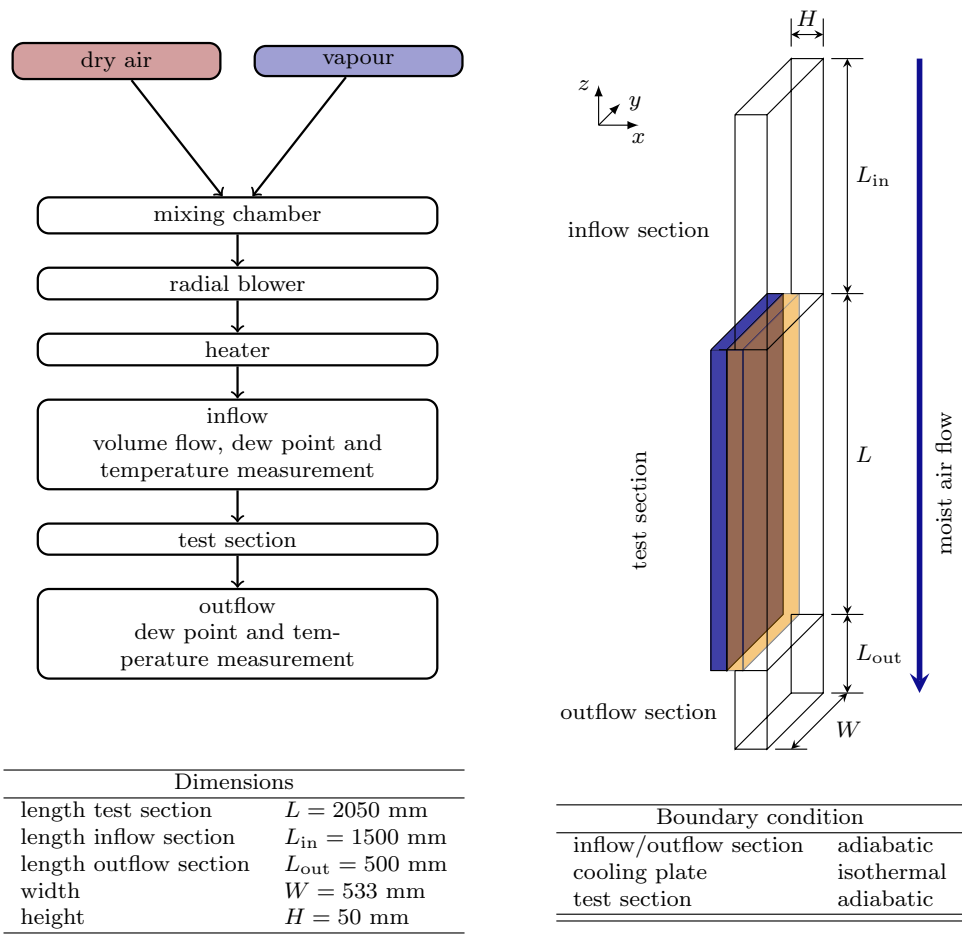 dry air
vapour
mixing chamber
radial blower
heater
inflow
volume flow, dew point and
temperature measurement
test section
outflow
dew point and tem-
perature measurement
H
z
y
x
L_in
inflow section
L
test section
moist air flow
L_out
outflow section
W
Dimensions
length test section L = 2050 mm
length inflow section L_in = 1500 mm
length outflow section L_out = 500 mm
width W = 533 mm
height H = 50 mm
Boundary condition
inflow/outflow section adiabatic
cooling plate isothermal
test section adiabatic